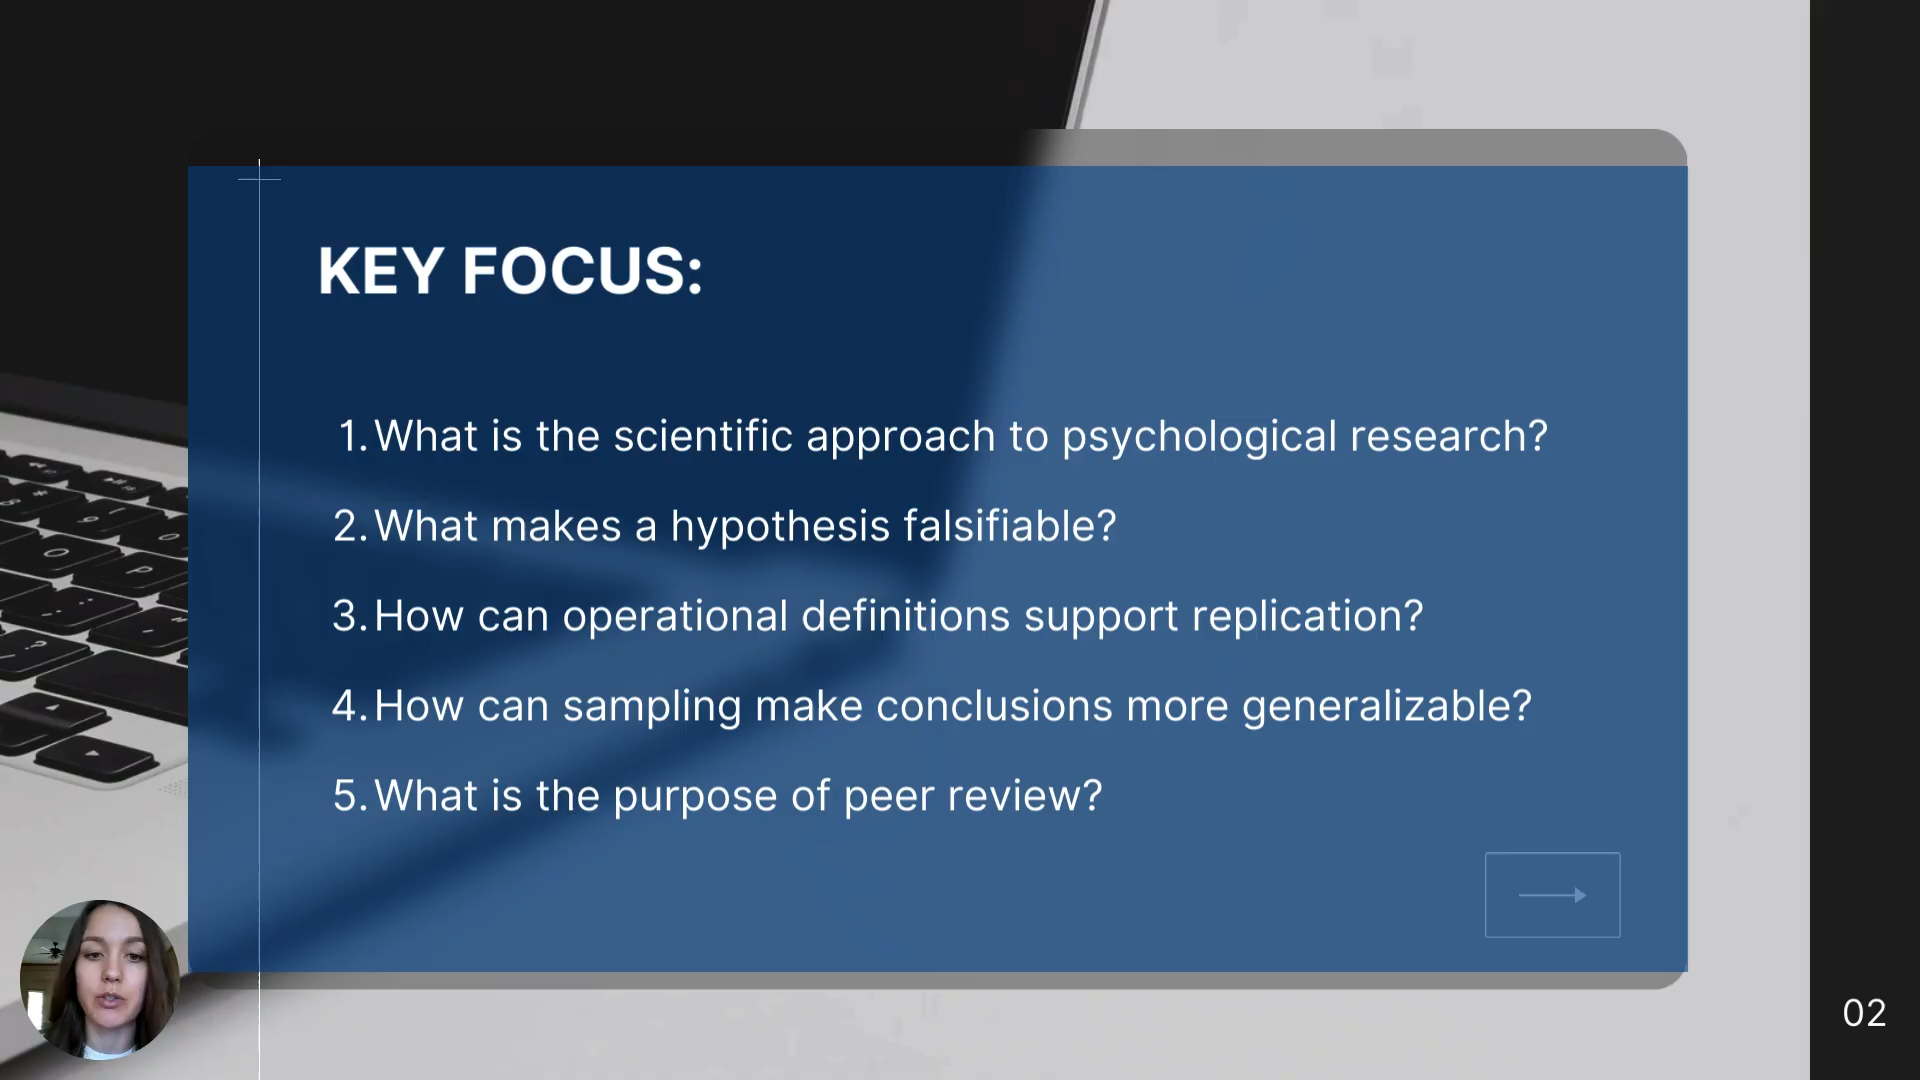 KEY FOCUS:
1. What is the scientific approach to psychological research?
2. What makes a hypothesis falsifiable?
3. How can operational definitions support replication?
4. How can sampling make conclusions more generalizable?
5. What is the purpose of peer review?
02